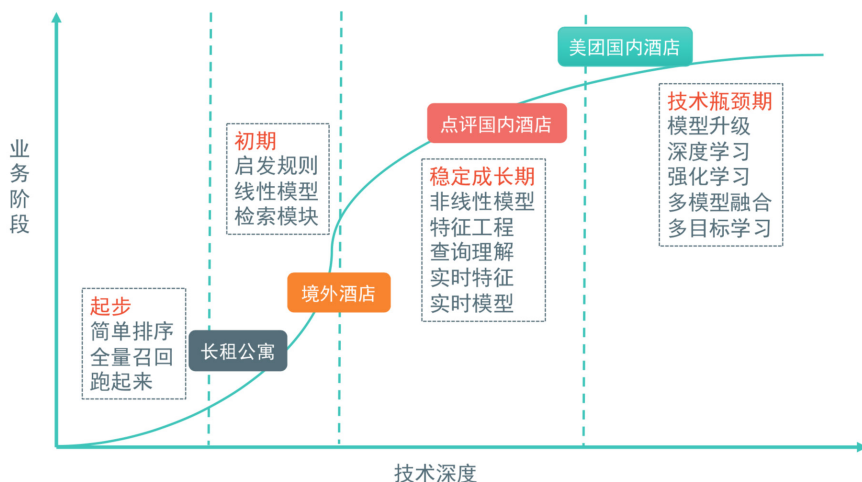 美团国内酒店
点评国内酒店
境外酒店
长租公寓
业务阶段
起步
简单排序
全量召回
跑起来
初期
启发规则
线性模型
检索模块
稳定成长期
非线性模型
特征工程
查询理解
实时特征
实时模型
技术瓶颈期
模型升级
深度学习
强化学习
多模型融合
多目标学习
技术深度